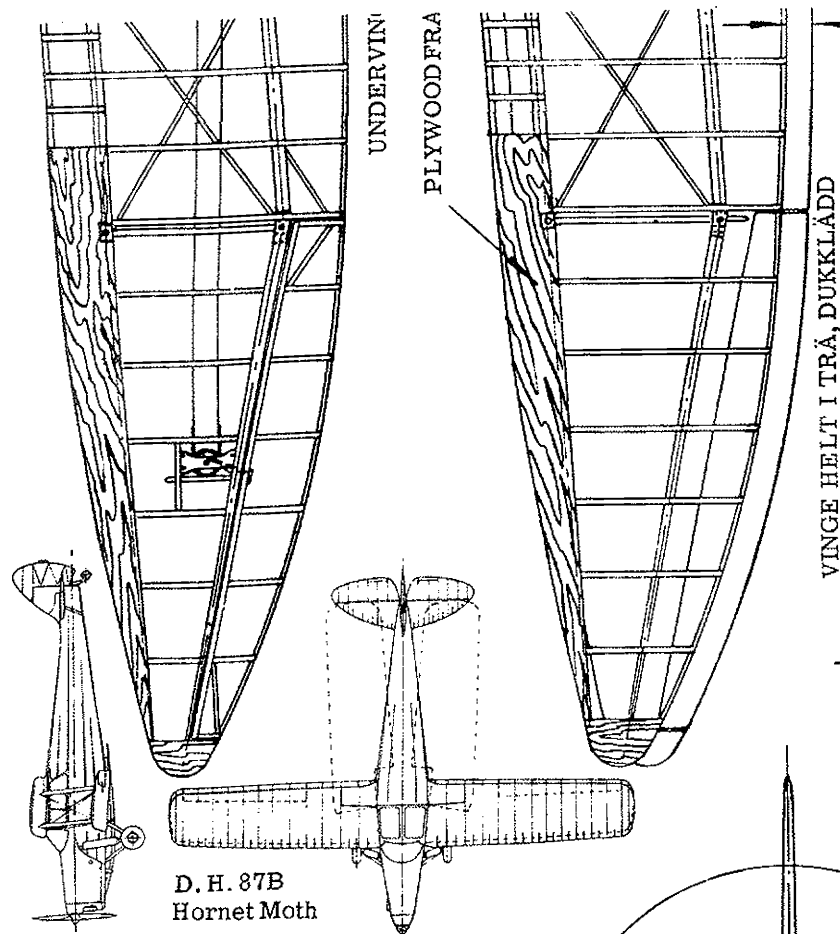 UNDERVIN
PLYWOODFRA
VINGE HELT I TRÄ, DUKKLÄDD
D. H. 87B
Hornet Moth